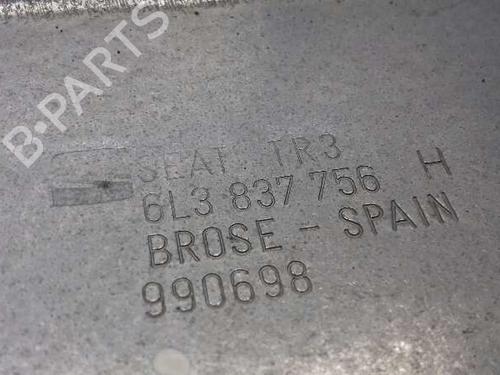 B-PARTS
SEAT TR3
6L3 837 756 H
BROSE - SPAIN
990698